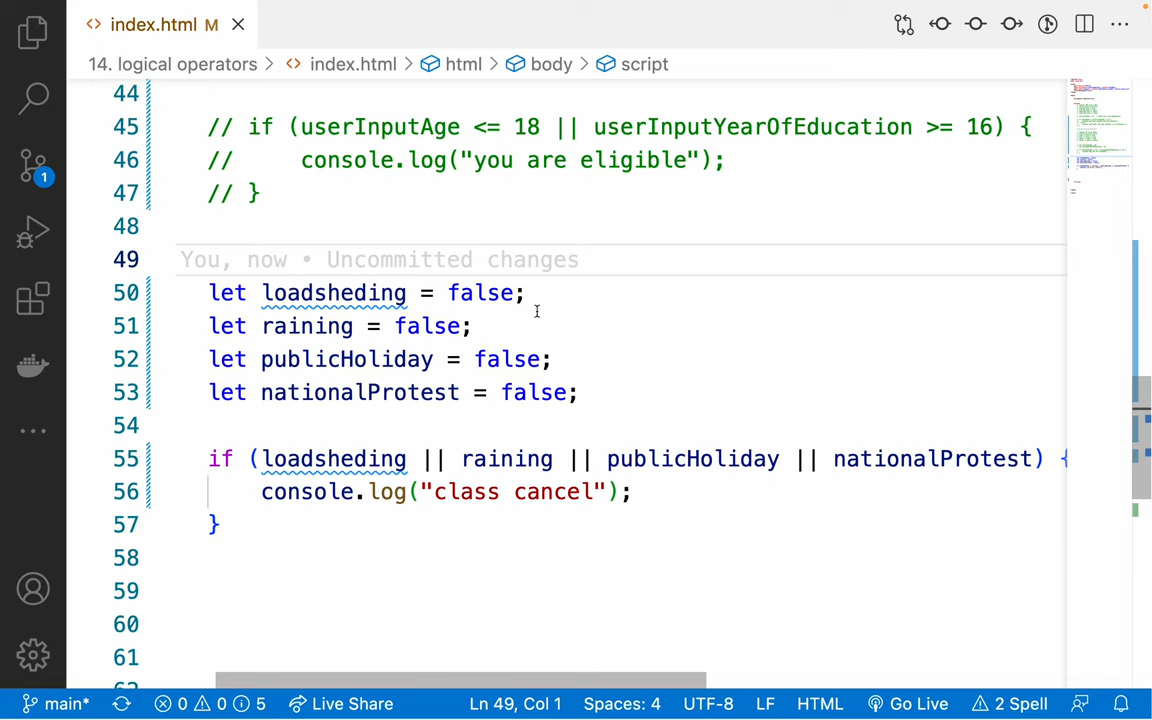 index.html M
14. logical operators > index.html > html > body > script
44
45 // if (userInputAge <= 18 || userInputYearOfEducation >= 16) {
46 //     console.log("you are eligible");
47 // }
48
49 You, now • Uncommitted changes
50 let loadsheding = false;
51 let raining = false;
52 let publicHoliday = false;
53 let nationalProtest = false;
54
55 if (loadsheding || raining || publicHoliday || nationalProtest) {
56     console.log("class cancel");
57 }
58
59
60
61
1
main* 0 0 5 Live Share Ln 49, Col 1 Spaces: 4 UTF-8 LF HTML Go Live 2 Spell